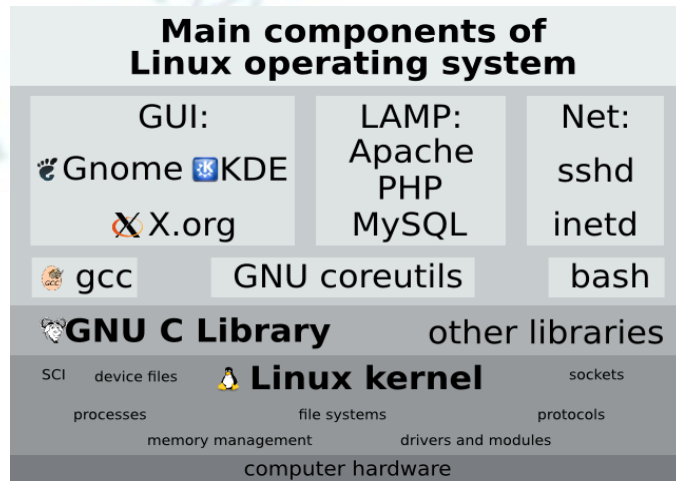 Main components of
Linux operating system
GUI:
Gnome KDE
X.org
LAMP:
Apache
PHP
MySQL
Net:
sshd
inetd
gcc GNU coreutils bash
GNU C Library other libraries
SCI device files Linux kernel sockets
processes file systems protocols
memory management drivers and modules
computer hardware